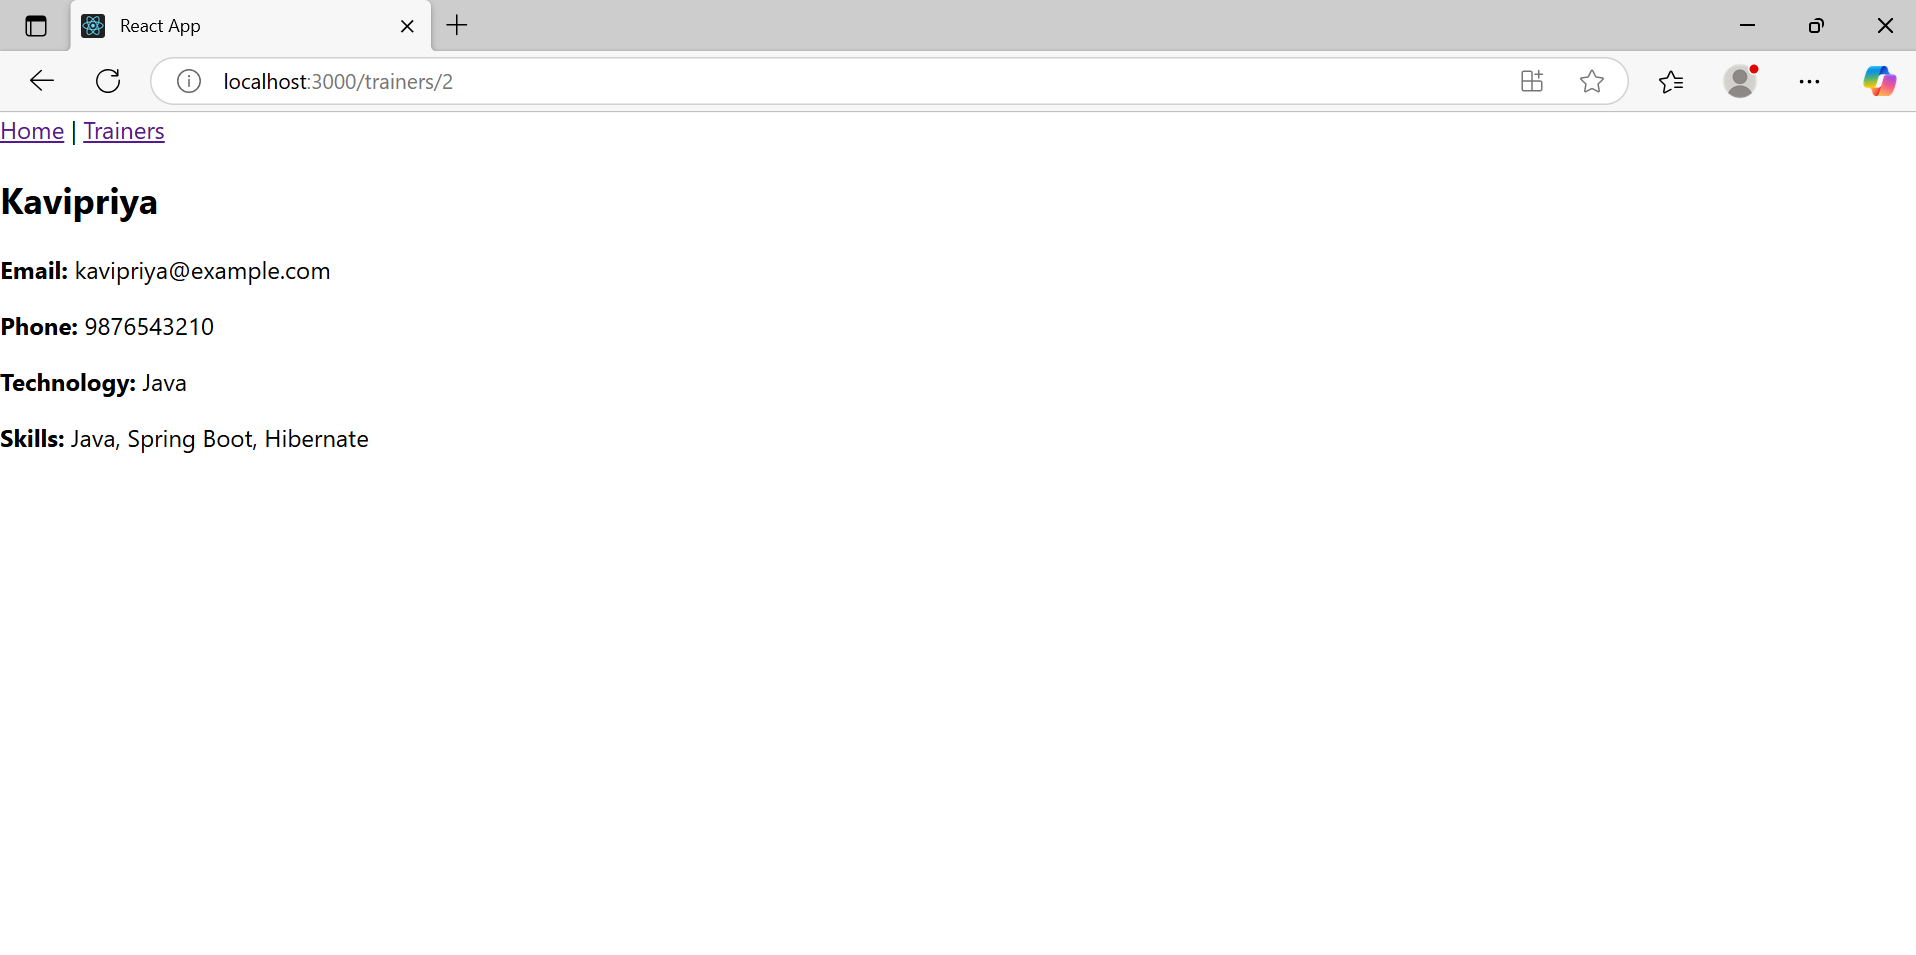 React App
localhost:3000/trainers/2
Home | Trainers
Kavipriya
Email: kavipriya@example.com
Phone: 9876543210
Technology: Java
Skills: Java, Spring Boot, Hibernate